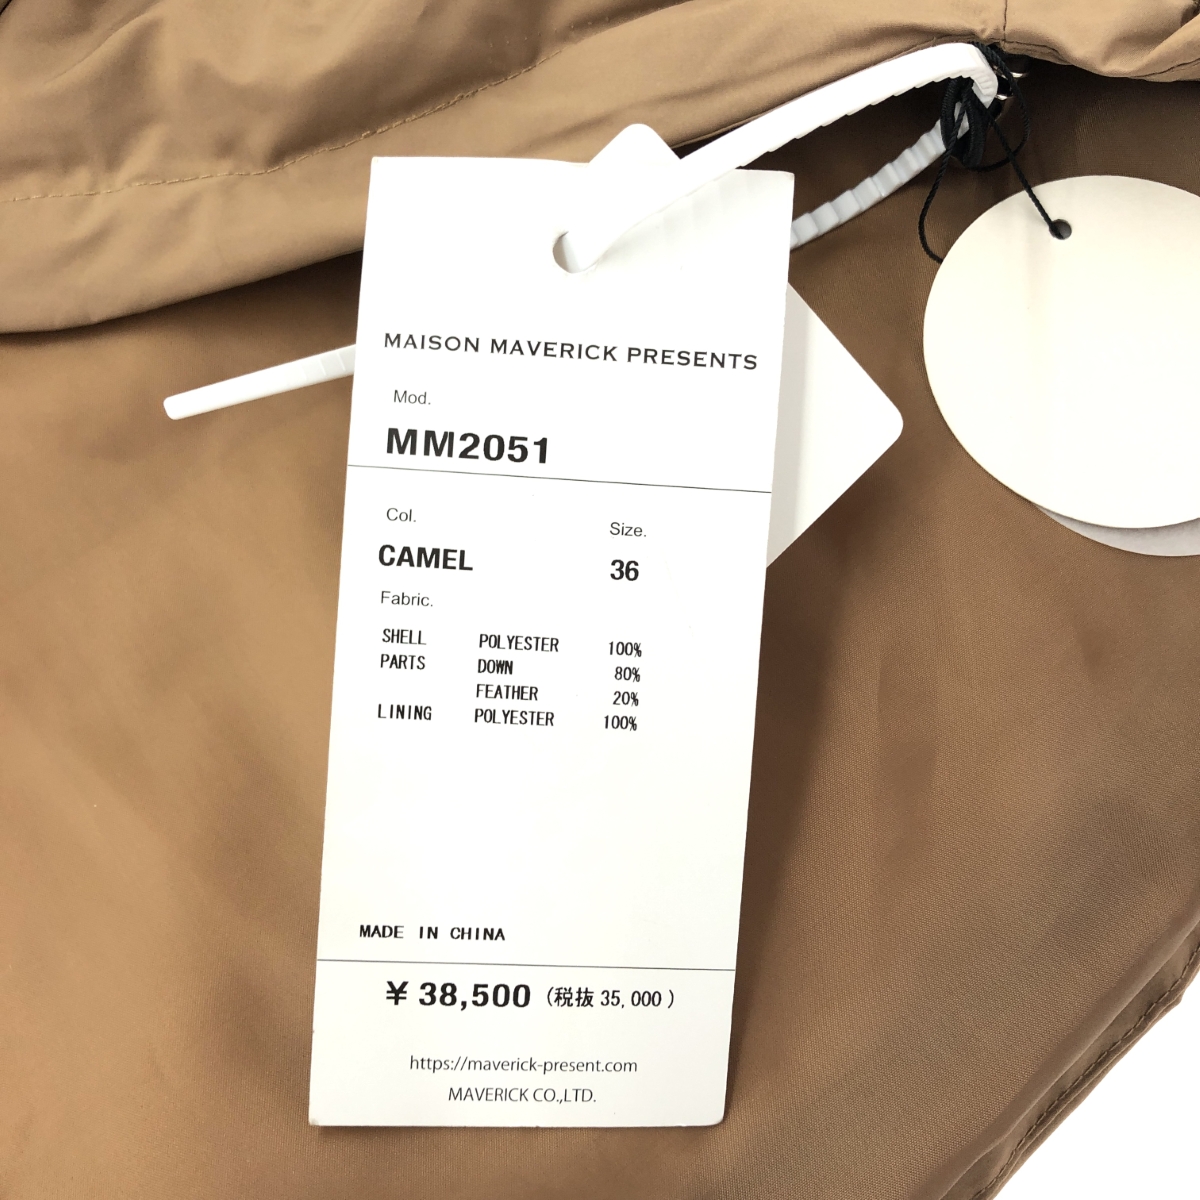 MAISON MAVERICK PRESENTS
Mod.
MM2051
Col. Size.
CAMEL 36
Fabric.
SHELL POLYESTER 100%
PARTS DOWN 80%
FEATHER 20%
LINING POLYESTER 100%
MADE IN CHINA
¥ 38,500 (税抜 35,000 )
https://maverick-present.com
MAVERICK CO.,LTD.